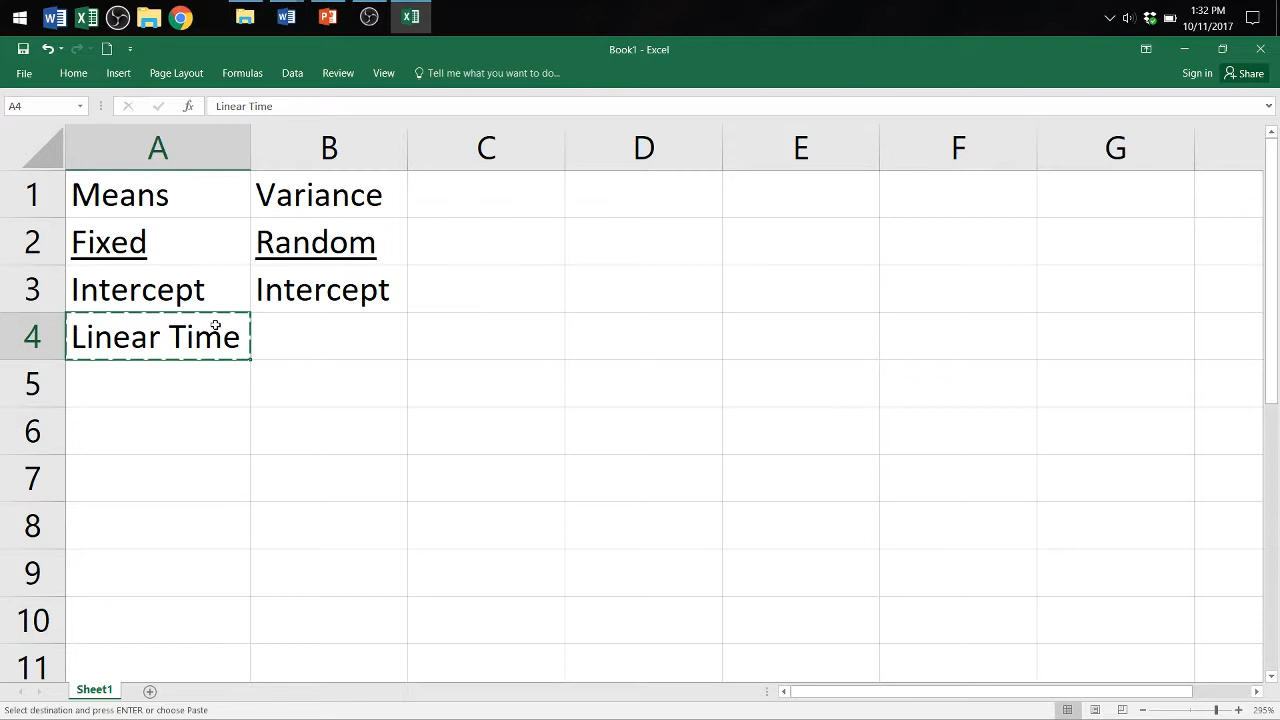 1:32 PM
10/11/2017
Book1 - Excel
File Home Insert Page Layout Formulas Data Review View Tell me what you want to do... Sign in Share
A4 fx Linear Time
A B C D E F G
1 Means Variance
2 Fixed Random
3 Intercept Intercept
4 Linear Time
5
6
7
8
9
10
11
Sheet1
Select destination and press ENTER or choose Paste 295%